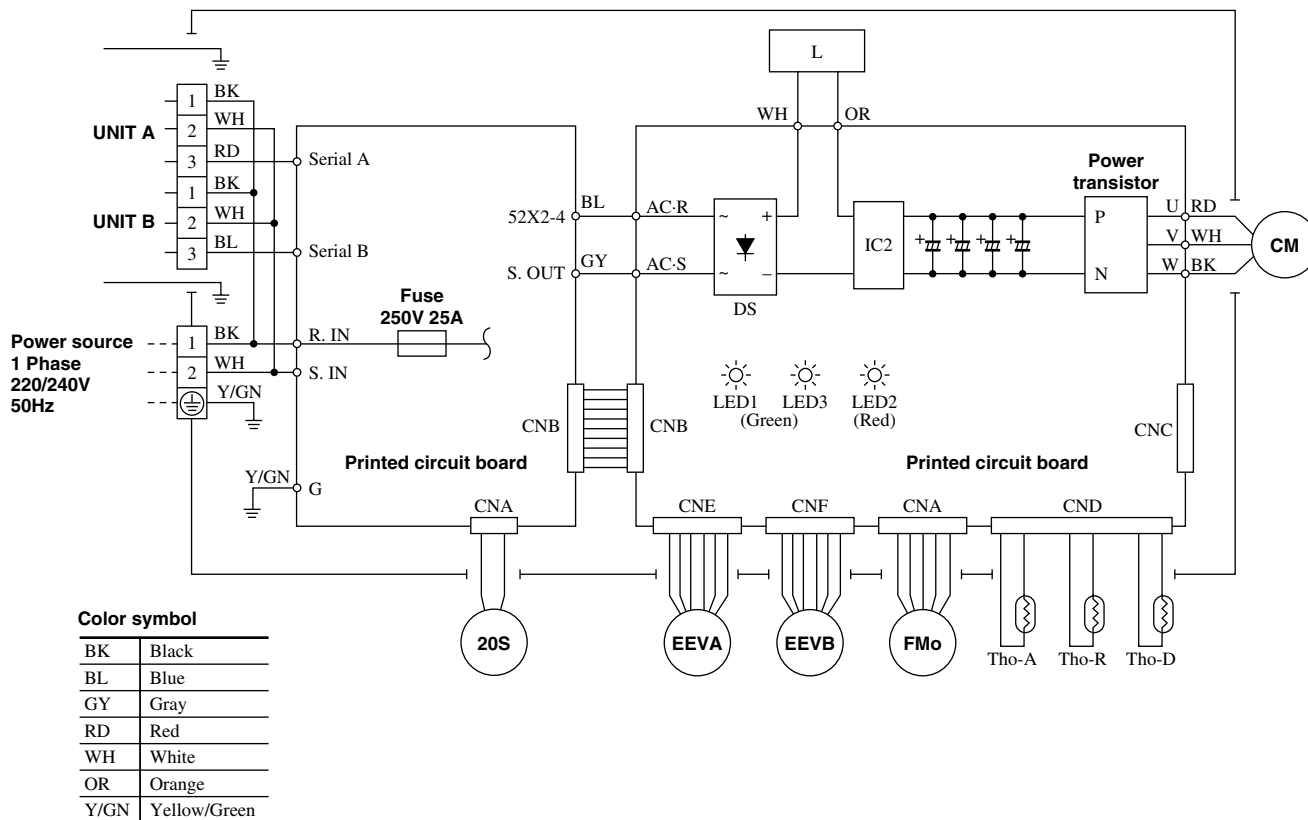 L
WH
OR
UNIT A
1
BK
2
WH
3
RD
Serial A
UNIT B
1
BK
2
WH
3
BL
Serial B
Power source
1 Phase
220/240V
50Hz
1
BK
R. IN
2
WH
S. IN
Y/GN
Fuse
250V 25A
52X2-4
BL
AC·R
S. OUT
GY
AC·S
~
+
~
−
DS
IC2
+
+
+
+
Power
transistor
P
N
U
RD
V
WH
W
BK
CM
LED1
LED3
(Green)
LED2
(Red)
CNB
CNB
CNC
Printed circuit board
Printed circuit board
Y/GN
G
CNA
CNE
CNF
CNA
CND
20S
EEVA
EEVB
FMo
Tho-A
Tho-R
Tho-D
Color symbol
BK Black
BL Blue
GY Gray
RD Red
WH White
OR Orange
Y/GN Yellow/Green